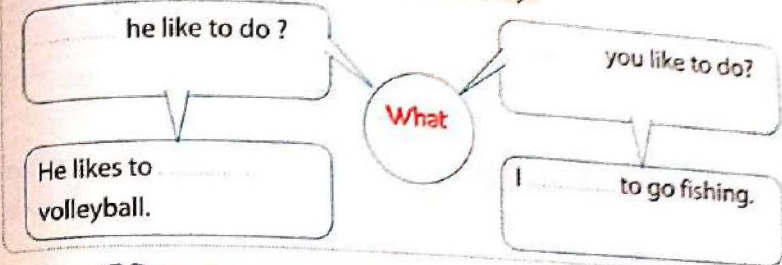 he like to do ?
you like to do?
What
He likes to ............
volleyball.
I ............ to go fishing.